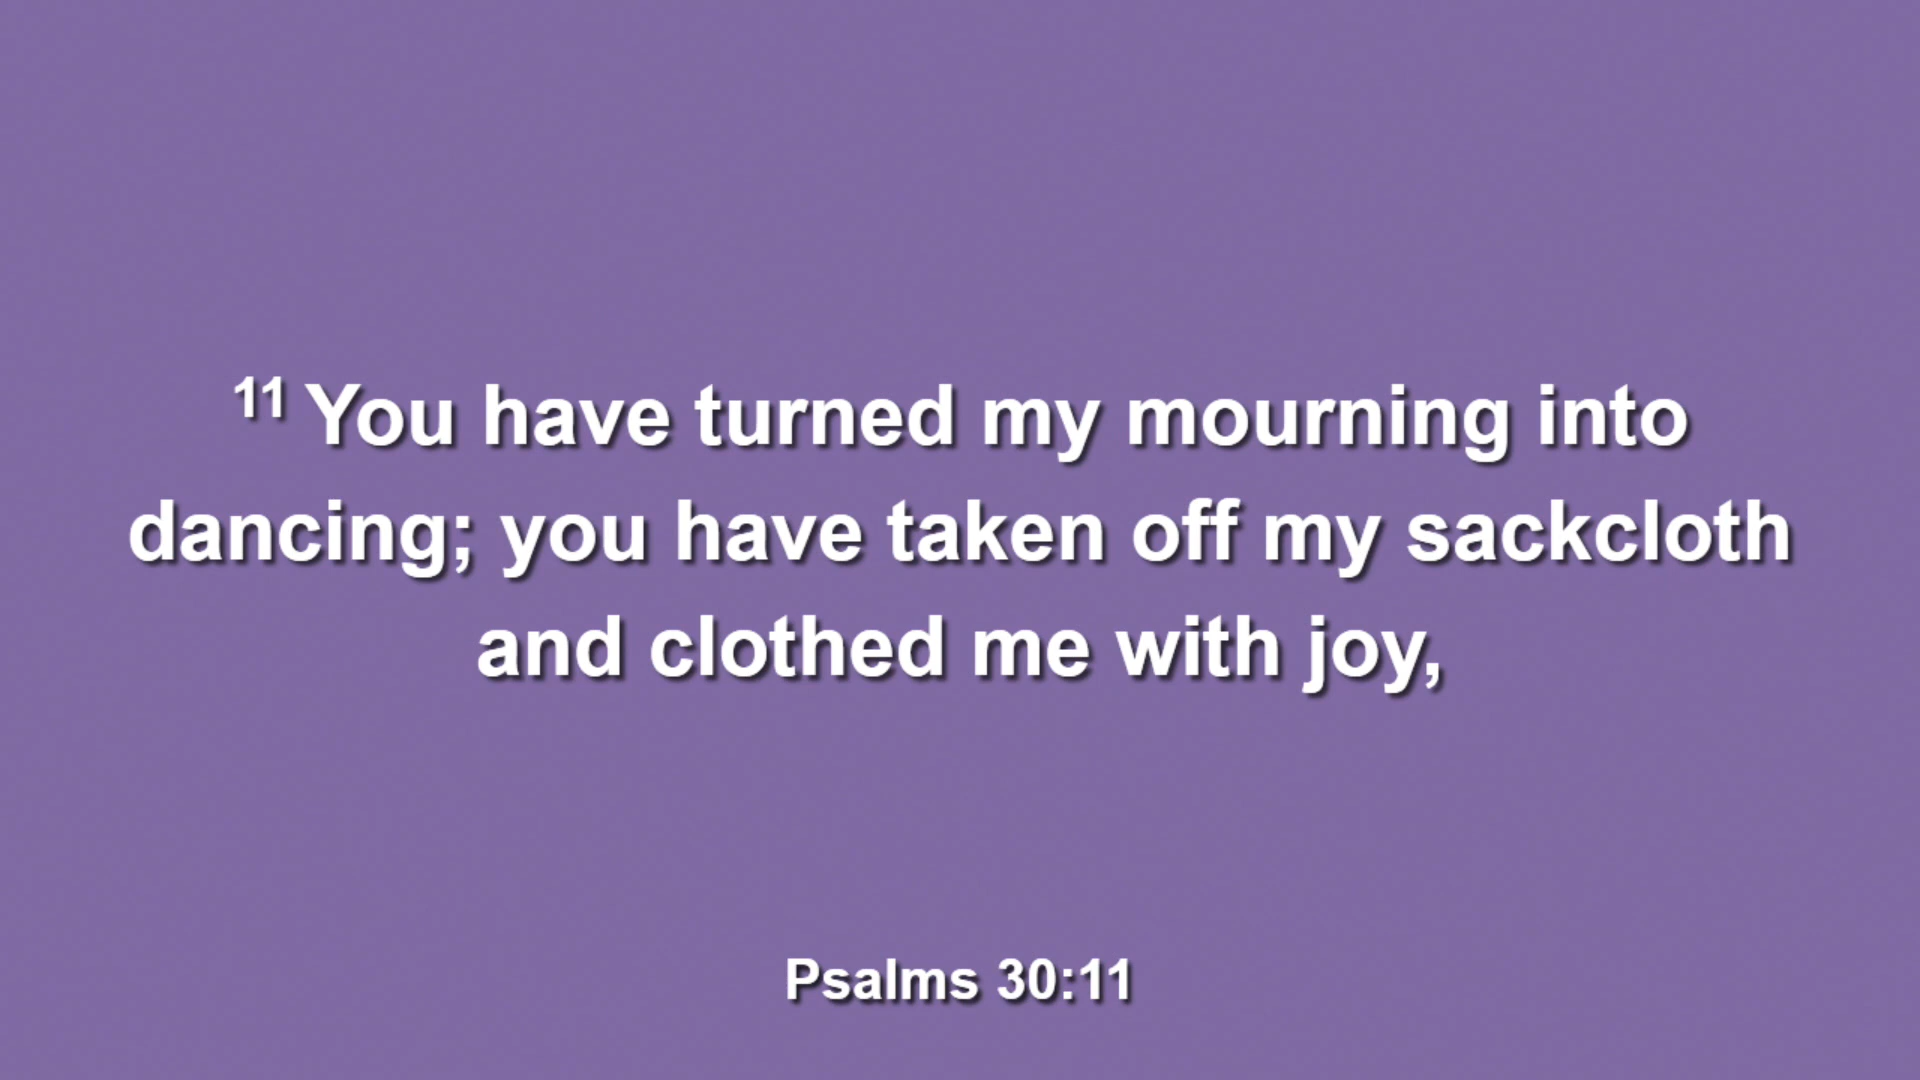 11 You have turned my mourning into
dancing; you have taken off my sackcloth
and clothed me with joy,
Psalms 30:11